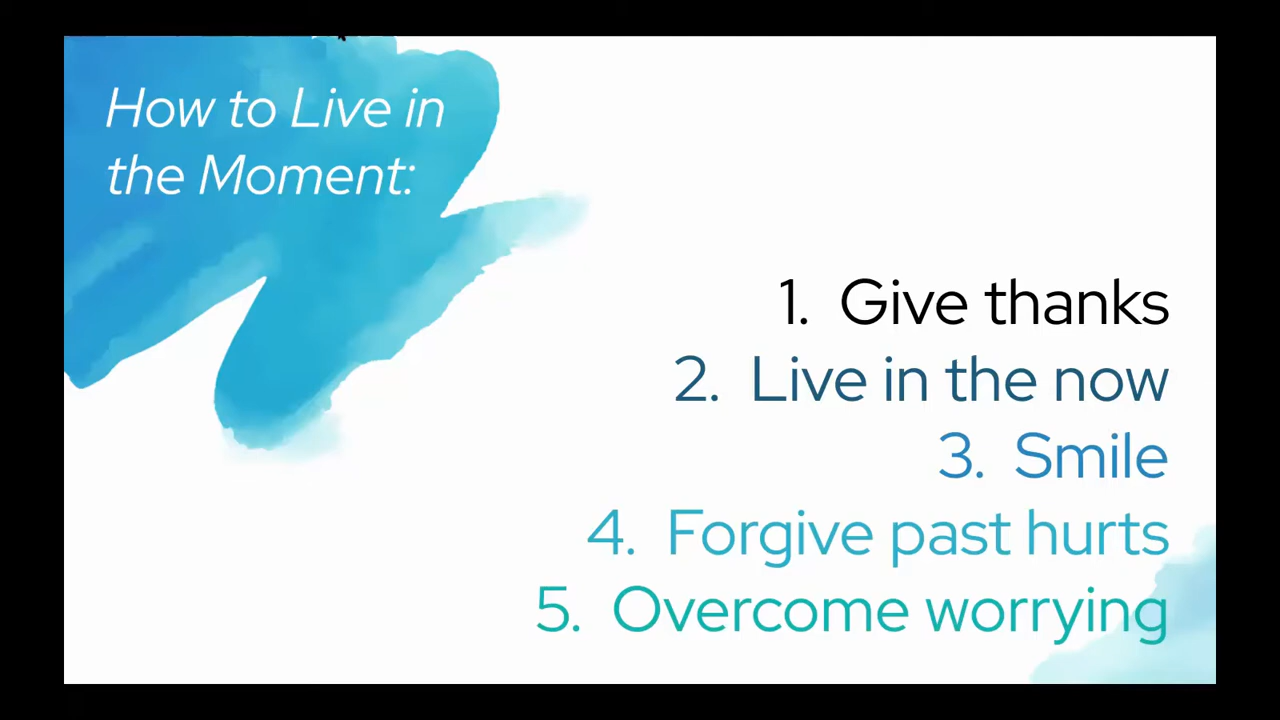 How to Live in
the Moment:
1. Give thanks
2. Live in the now
3. Smile
4. Forgive past hurts
5. Overcome worrying